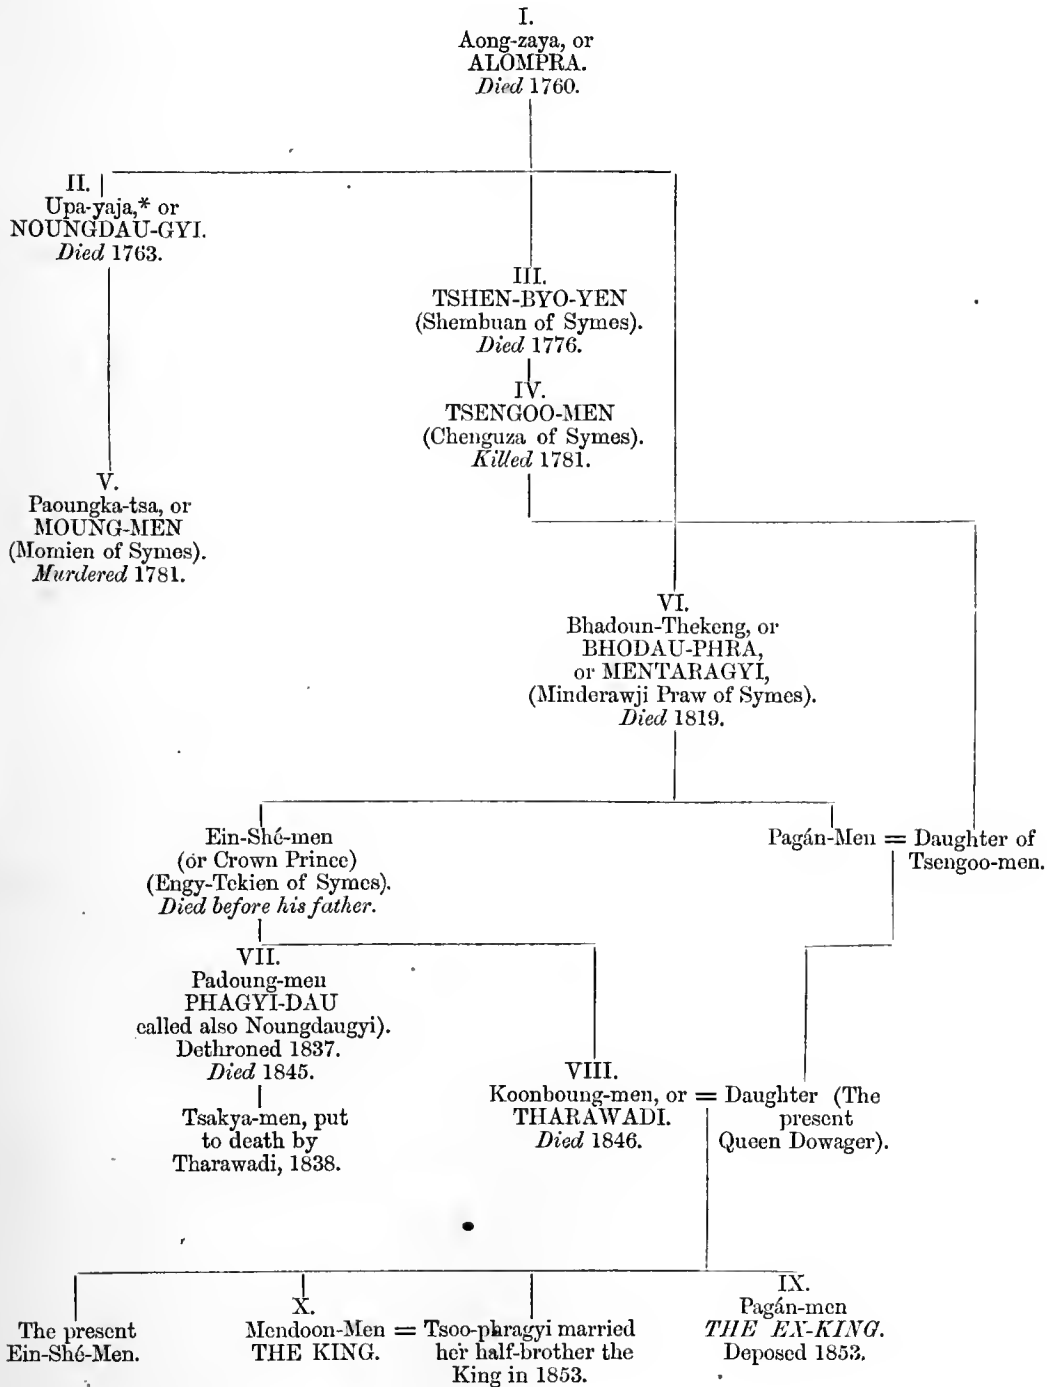 I.
Aong-zaya, or
ALOMPRA.
Died 1760.
II.
Upa-yaja,* or
NOUNGDAU-GYI.
Died 1763.
III.
TSHEN-BYO-YEN
(Shembuan of Symes).
Died 1776.
IV.
TSENGOO-MEN
(Chenguza of Symes).
Killed 1781.
V.
Paoungka-tsa, or
MOUNG-MEN
(Momien of Symes).
Murdered 1781.
VI.
Bhadoun-Thekeng, or
BHODAU-PHRA,
or MENTARAGYI,
(Minderawji Praw of Symes).
Died 1819.
Ein-Shé-men
(or Crown Prince)
(Engy-Tekien of Symes).
Died before his father.
Pagán-Men = Daughter of
Tsengoo-men.
VII.
Padoung-men
PHAGYI-DAU
called also Noungdaugyi).
Dethroned 1837.
Died 1845.
Tsakya-men, put
to death by
Tharawadi, 1838.
VIII.
Koonboung-men, or = Daughter (The
THARAWADI. present
Died 1846. Queen Dowager).
The present
Ein-Shé-Men.
X.
Mendoon-Men = Tsoo-phragyi married
THE KING. her half-brother the
King in 1853.
IX.
Pagán-men
THE EX-KING.
Deposed 1853.